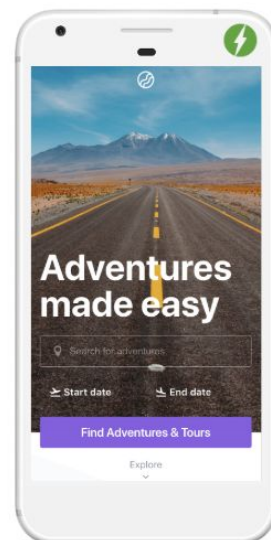 Adventures
made easy
Search for adventures
Start date End date
Find Adventures & Tours
Explore